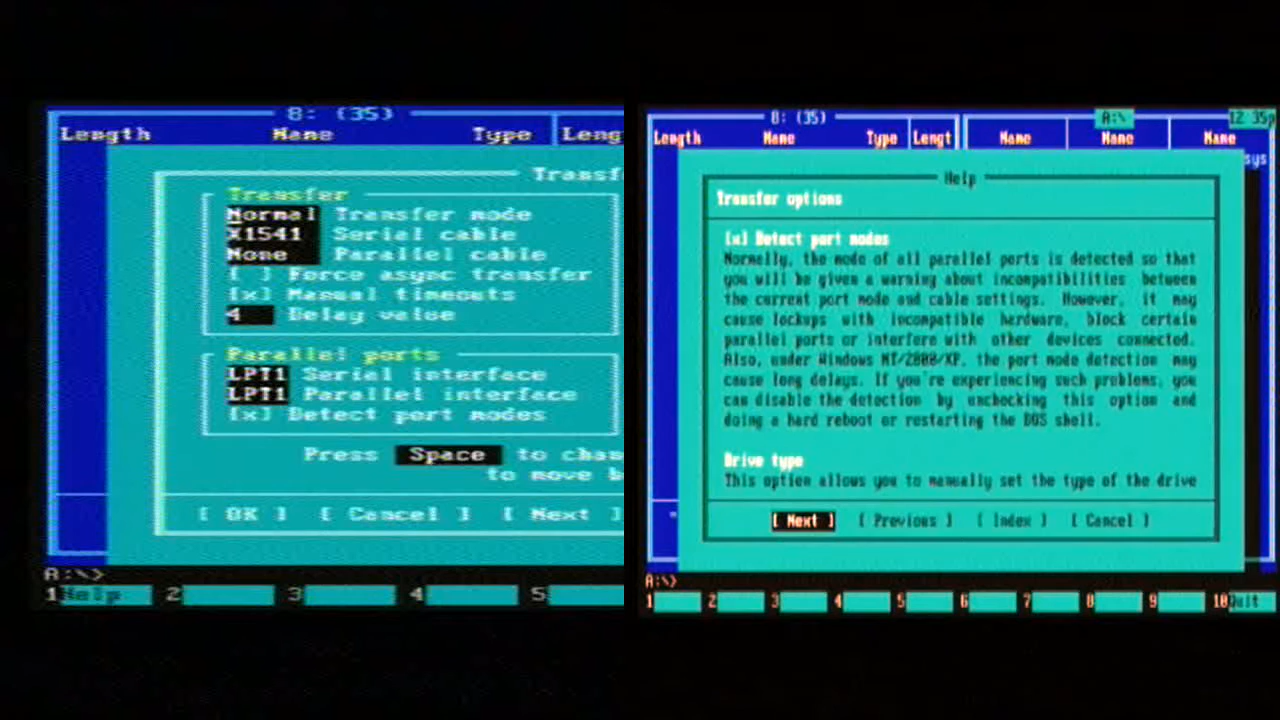 8: (35)
Length Name Type Leng
Transf
Transfer
Normal Transfer mode
X1541 Serial cable
None Parallel cable
[ ] Force async transfer
[x] Manual timeouts
4 Delay value
Parallel ports
LPT1 Serial interface
LPT1 Parallel interface
[x] Detect port modes
Press Space to chan
to move b
[ OK ] [ Cancel ] [ Next ]
A:\>
1Help 2 3 4 5
8: (35) A:\ 12 35p
Length Name Type Lengt Name Name Name
sys
Help
Transfer options
[x] Detect port modes
Normally, the mode of all parallel ports is detected so that
you will be given a warning about incompatibilities between
the current port mode and cable settings. However, it may
cause lockups with incompatible hardware, block certain
parallel ports or interfere with other devices connected.
Also, under Windows NT/2000/XP, the port mode detection may
cause long delays. If you're experiencing such problems, you
can disable the detection by unchecking this option and
doing a hard reboot or restarting the DOS shell.
Drive type
This option allows you to manually set the type of the drive
[ Next ] [ Previous ] [ Index ] [ Cancel ]
A:\>
1 2 3 4 5 6 7 8 9 10Quit